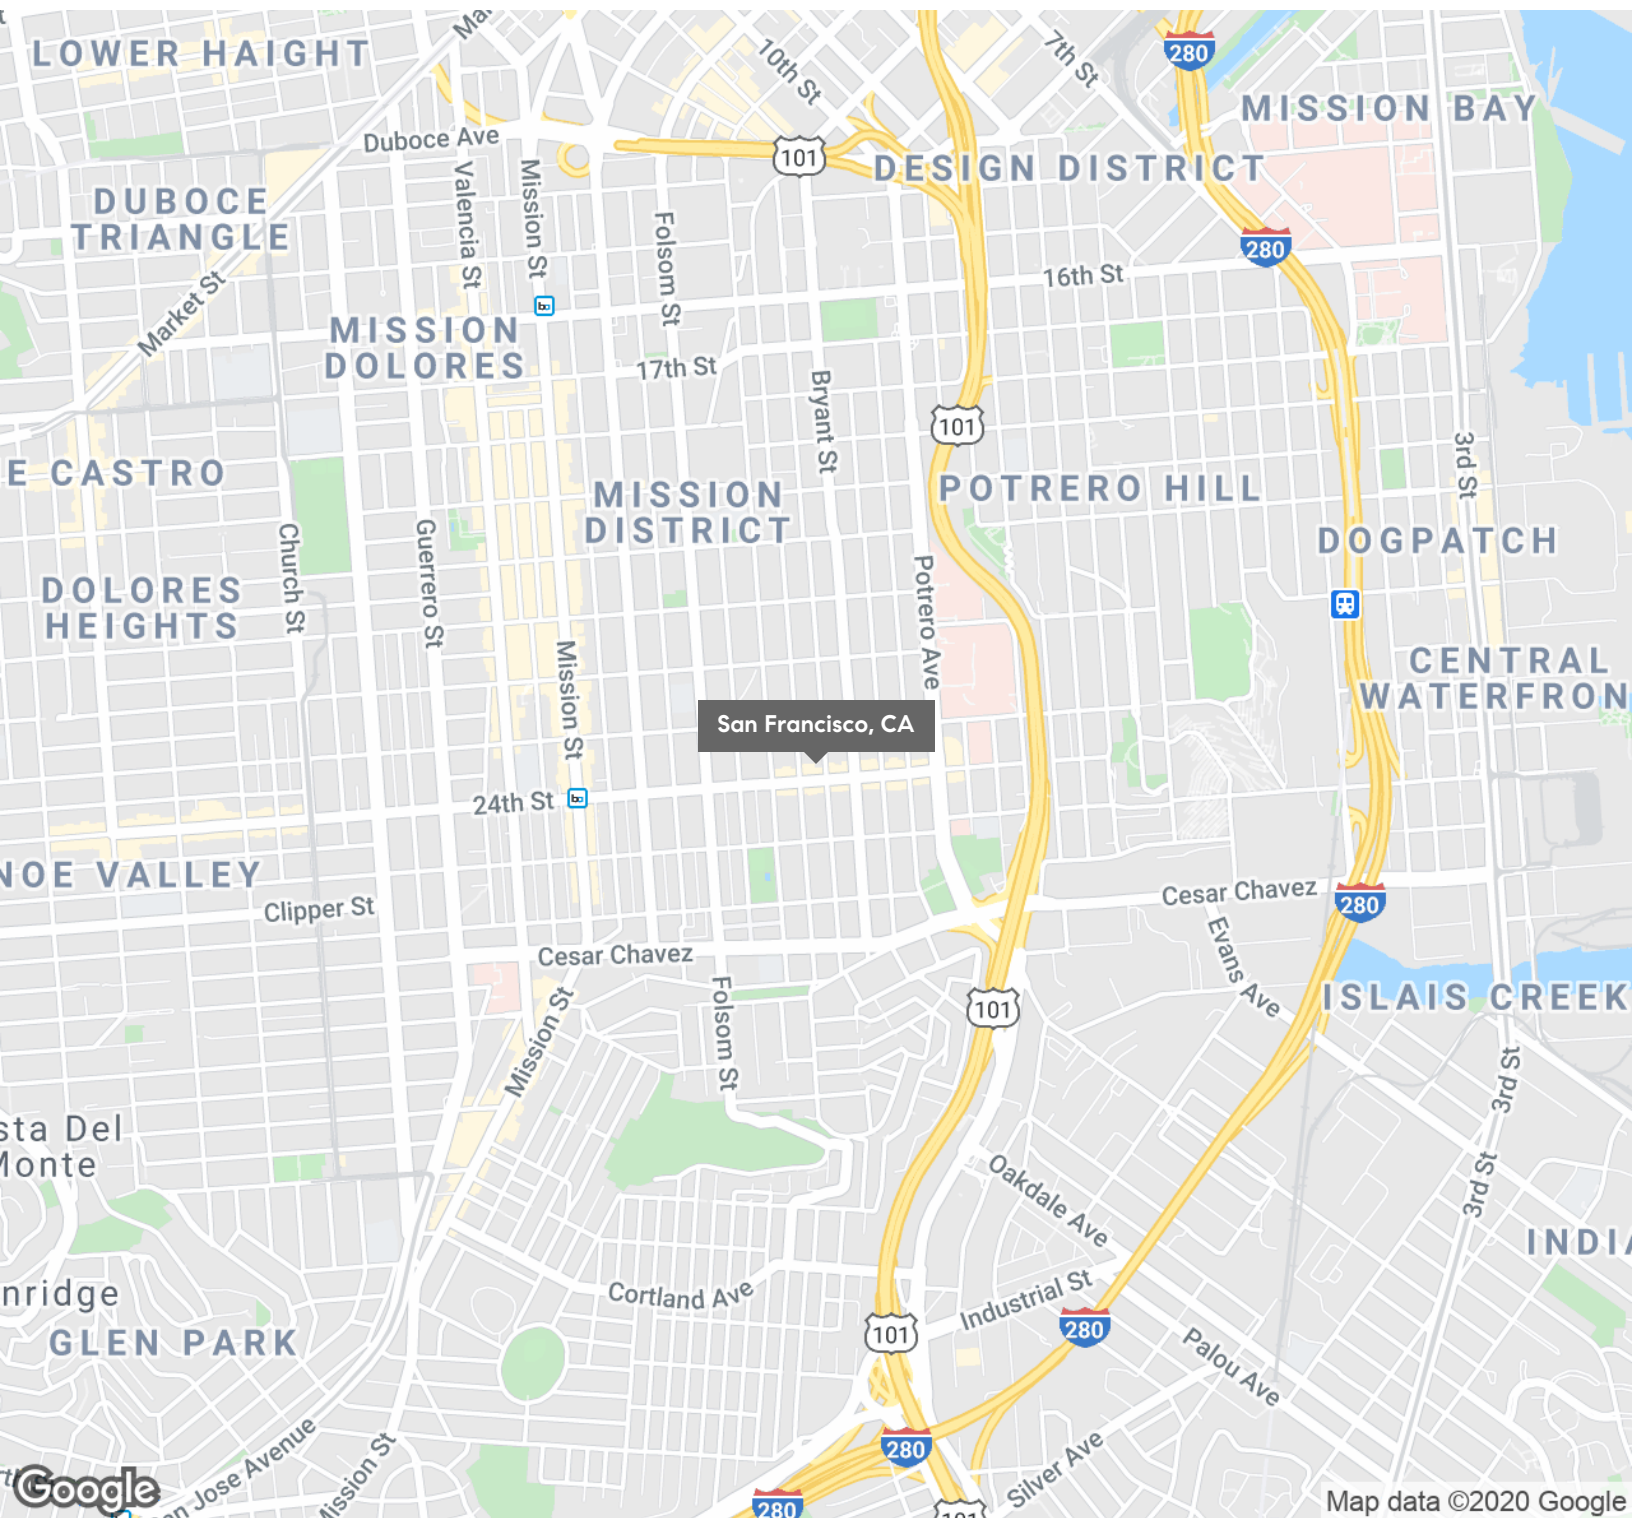 LOWER HAIGHT
10th St
7th St
280
MISSION BAY
Duboce Ave
101
DESIGN DISTRICT
Valencia St
Mission St
Folsom St
DUBOCE
TRIANGLE
280
16th St
Market St
MISSION
DOLORES
17th St
Bryant St
101
3rd St
E CASTRO
MISSION
DISTRICT
POTRERO HILL
DOGPATCH
Church St
Guerrero St
Potrero Ave
DOLORES
HEIGHTS
Mission St
CENTRAL
WATERFRON
San Francisco, CA
24th St
NOE VALLEY
Clipper St
Cesar Chavez
280
Evans Ave
Cesar Chavez
Folsom St
101
ISLAIS CREEK
Mission St
3rd St
sta Del
Monte
Oakdale Ave
3rd St
INDIA
nridge
Cortland Ave
Industrial St
GLEN PARK
101
280
Palou Ave
280
Silver Ave
an Jose Avenue
Mission St
Google
280
101
Map data ©2020 Google